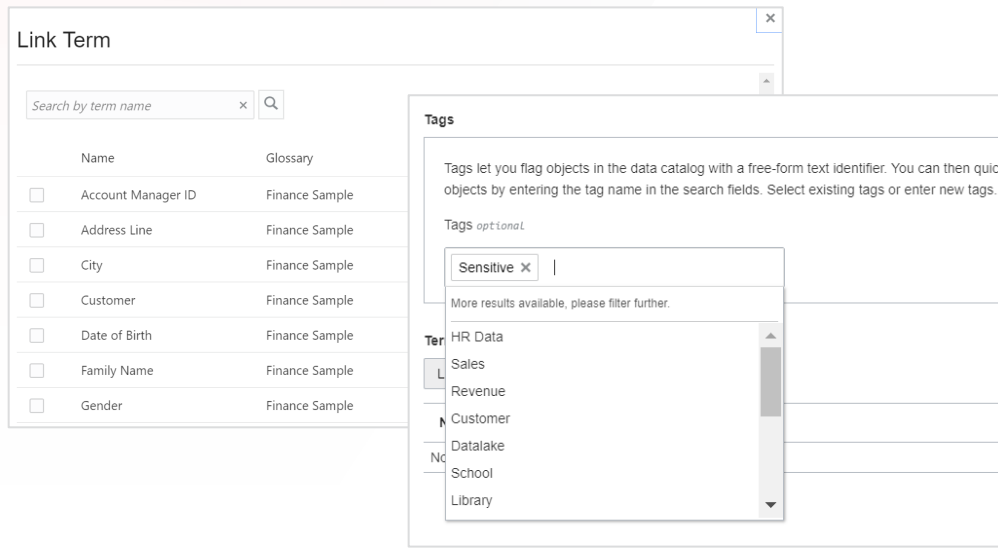 Link Term
×
Search by term name ×
Name Glossary
Account Manager ID Finance Sample
Address Line Finance Sample
City Finance Sample
Customer Finance Sample
Date of Birth Finance Sample
Family Name Finance Sample
Gender Finance Sample
Tags
Tags let you flag objects in the data catalog with a free-form text identifier. You can then
objects by entering the tag name in the search fields. Select existing tags or enter new tags.
Tags optional
Sensitive ×
More results available, please filter further.
HR Data
Sales
Revenue
Customer
Datalake
School
Library